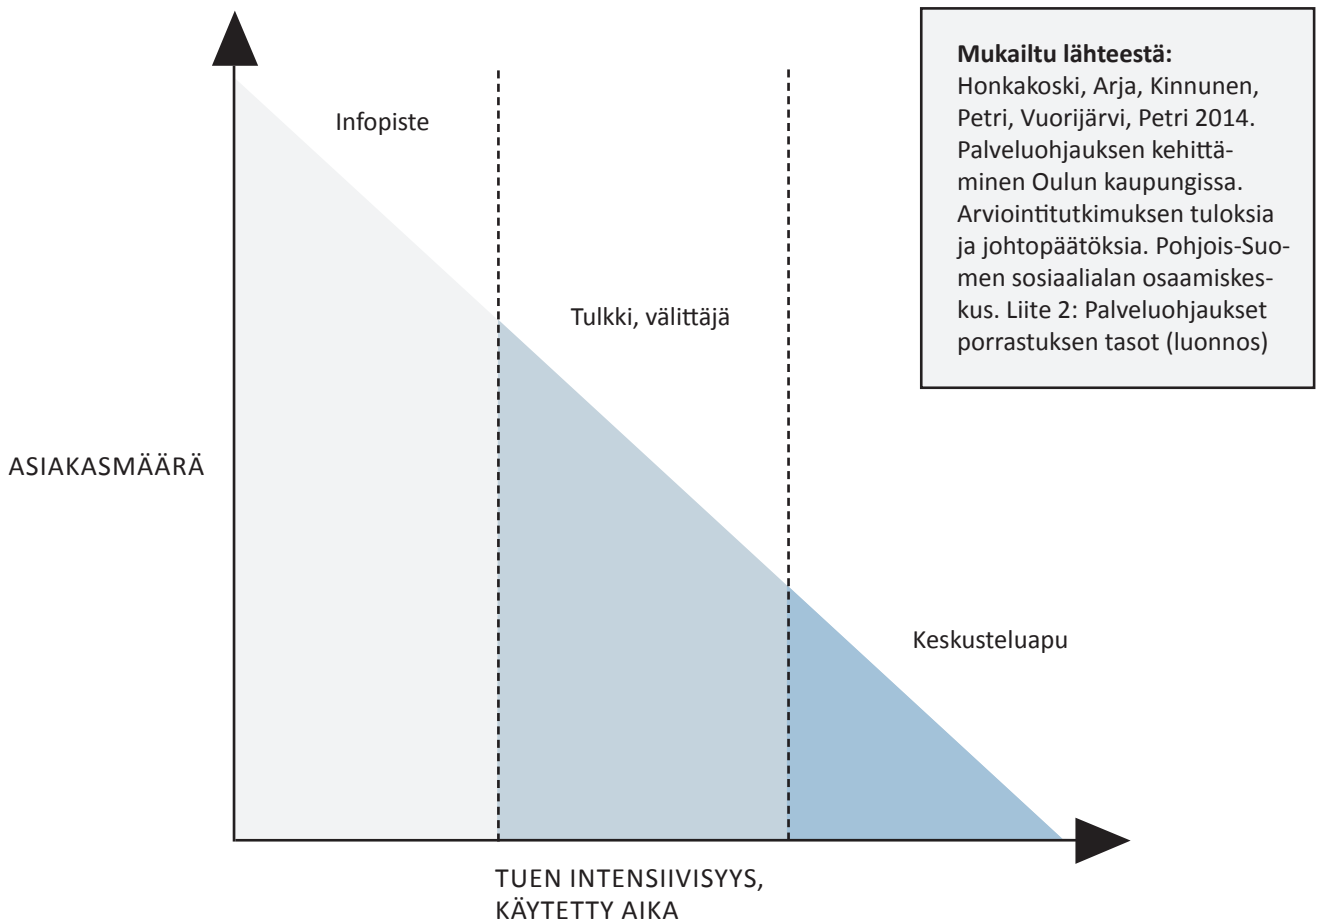 Infopiste
Tulkki, välittäjä
Keskusteluapu
ASIAKASMÄÄRÄ
TUEN INTENSIIVISYYS,
KÄYTETTY AIKA
Mukailtu lähteestä:
Honkakoski, Arja, Kinnunen,
Petri, Vuorijärvi, Petri 2014.
Palveluohjauksen kehittä-
minen Oulun kaupungissa.
Arviointitutkimuksen tuloksia
ja johtopäätöksia. Pohjois-Suo-
men sosiaalialan osaamiskes-
kus. Liite 2: Palveluohjaukset
porrastuksen tasot (luonnos)